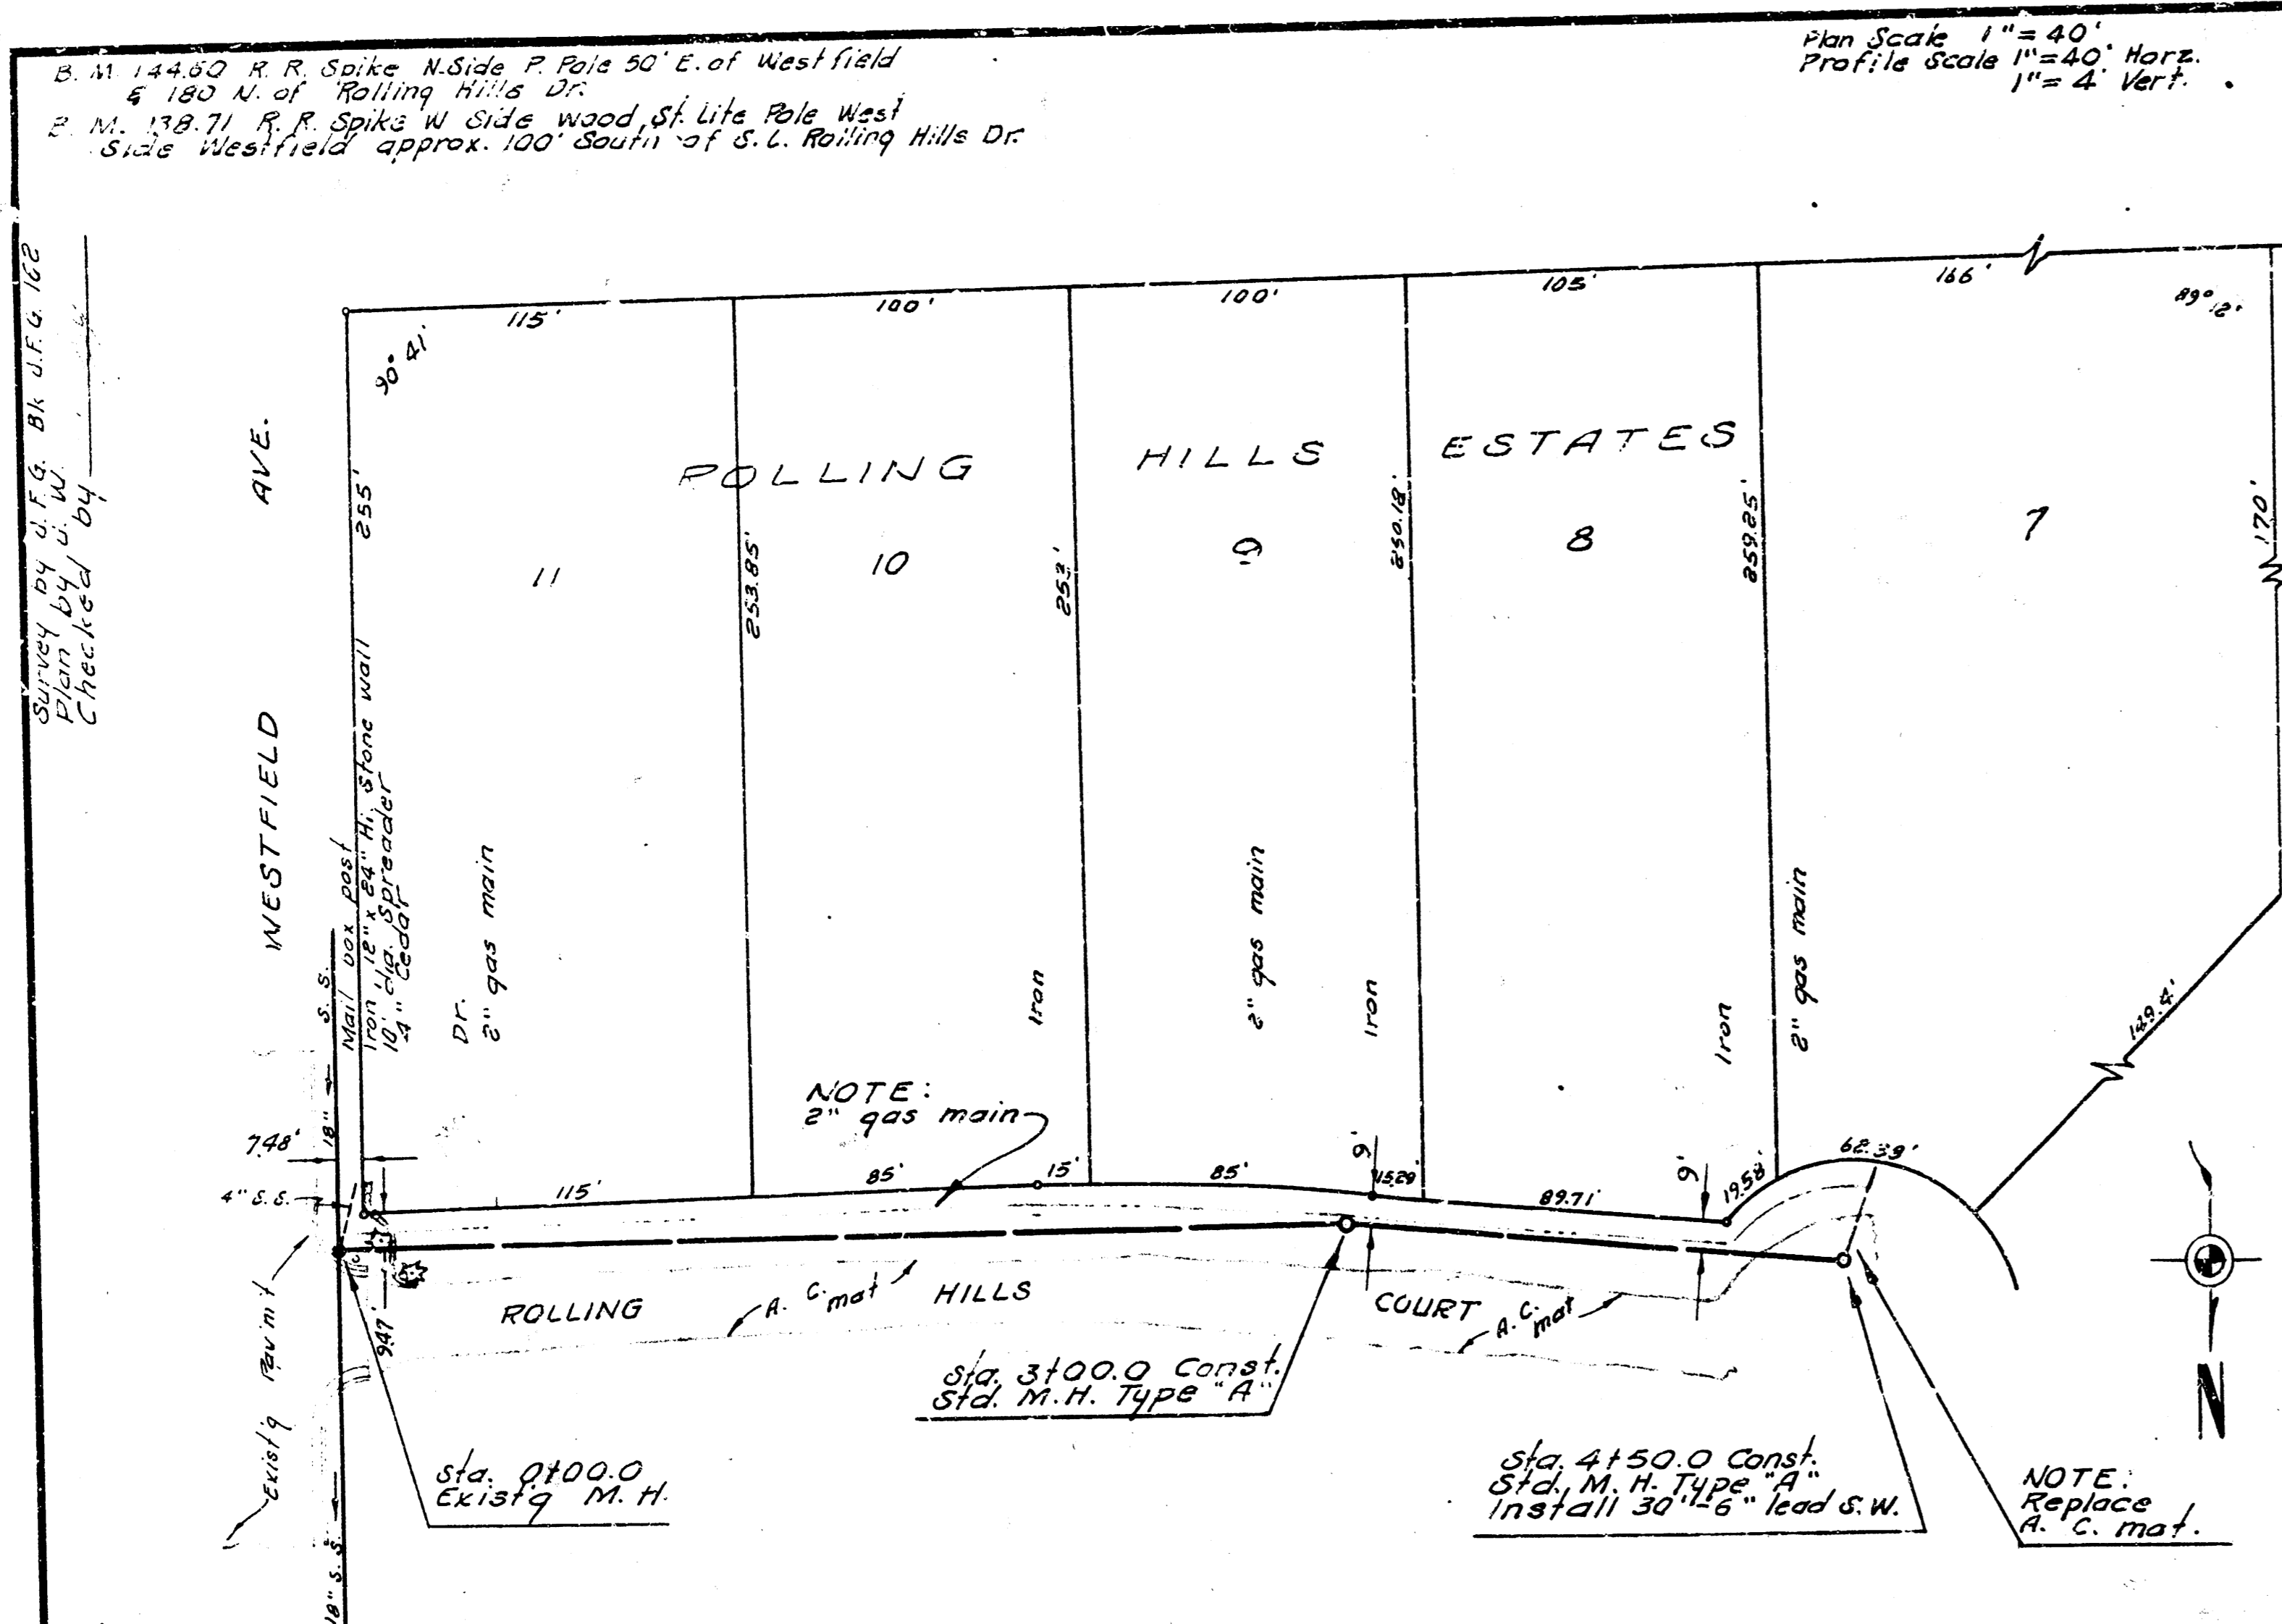 B. M. 144.60 R. R. Spike N. Side P. Pole 50' E. of Westfield
& 180 N. of Rolling Hills Dr.
B. M. 138.71 R. R. Spike W Side wood St. Lite Pole West
Side Westfield approx. 100' South of S. L. Rolling Hills Dr.
Plan Scale 1" = 40'
Profile Scale 1"=40' Horz.
1"= 4' Vert.
Survey by J. F. G. Bk J.F.G. 162
Plan by J. W.
Checked by
115'
100'
100'
105'
166'
90° 41'
89° 12'
WESTFIELD AVE.
255'
ROLLING HILLS ESTATES
11
10
9
8
7
253.85'
253'
250.18'
259.25'
170'
149.4'
Mail box post
Iron, 12" x 24" Hi. Stone wall
10' dia. Spreader
4" Cedar
Dr.
2" gas main
Iron
2" gas main
Iron
Iron
2" gas main
S. S.
18"
7.48'
4" S. S.
NOTE:
2" gas main
115'
85'
15'
85'
9'
15.29'
89.71'
9'
19.58'
62.39'
9.47'
Exist'g Pav'm't
ROLLING HILLS COURT
A. C. mat
A. C. mat
Sta. 3+00.0 Const.
Std. M.H. Type "A"
Sta. 0+00.0
Exist'g M. H.
Sta. 4+50.0 Const.
Std. M. H. Type "A"
Install 30'-6" lead S.W.
NOTE:
Replace
A. C. mat.
N
18" S. S.